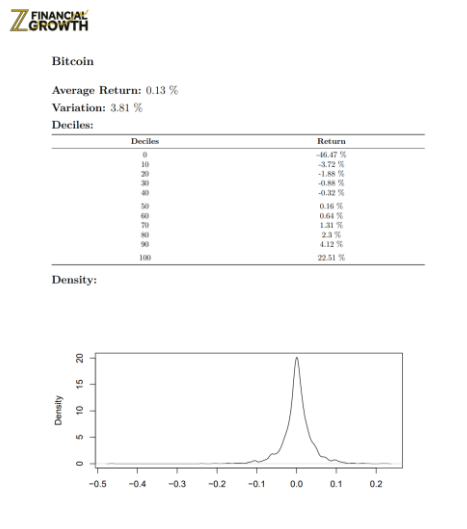 FINANCIAL
GROWTH
Bitcoin
Average Return: 0.13 %
Variation: 3.81 %
Deciles:
Deciles Return
0 -46.47 %
10 -3.72 %
20 -1.88 %
30 -0.88 %
40 -0.32 %
50 0.16 %
60 0.64 %
70 1.31 %
80 2.3 %
90 4.12 %
100 22.51 %
Density:
Density
20
15
10
5
0
-0.5 -0.4 -0.3 -0.2 -0.1 0.0 0.1 0.2